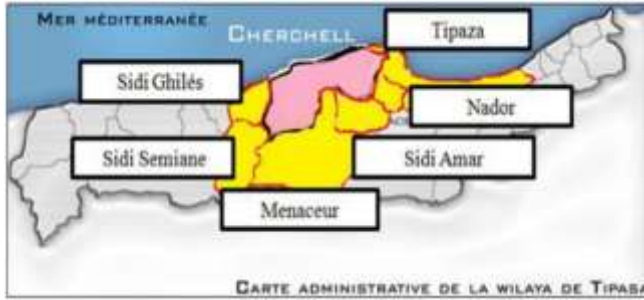 MER MÉDITERRANÉE
CHERCHELL
Tipaza
Sidi Ghilés
Nador
Sidi Semiane
Sidi Amar
Menaceur
CARTE ADMINISTRATIVE DE LA WILAYA DE TIPASA